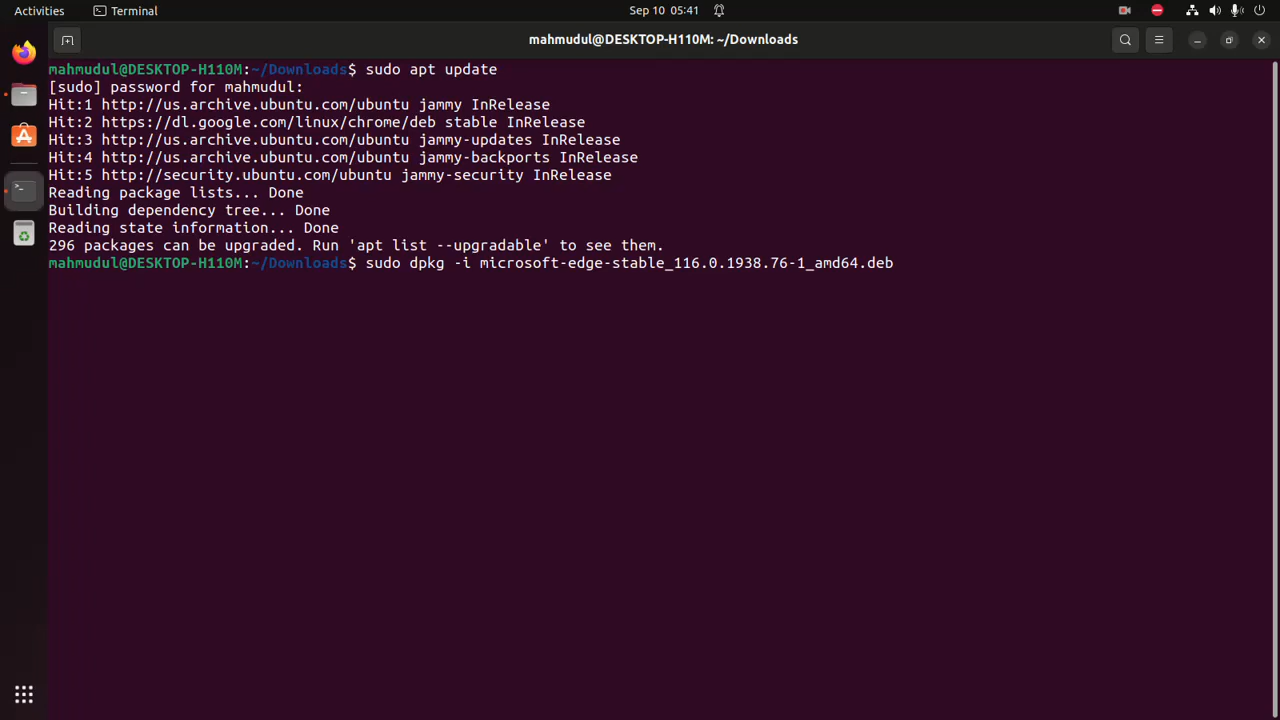 Activities Terminal Sep 10 05:41
mahmudul@DESKTOP-H110M: ~/Downloads
mahmudul@DESKTOP-H110M:~/Downloads$ sudo apt update
[sudo] password for mahmudul:
Hit:1 http://us.archive.ubuntu.com/ubuntu jammy InRelease
Hit:2 https://dl.google.com/linux/chrome/deb stable InRelease
Hit:3 http://us.archive.ubuntu.com/ubuntu jammy-updates InRelease
Hit:4 http://us.archive.ubuntu.com/ubuntu jammy-backports InRelease
Hit:5 http://security.ubuntu.com/ubuntu jammy-security InRelease
Reading package lists... Done
Building dependency tree... Done
Reading state information... Done
296 packages can be upgraded. Run 'apt list --upgradable' to see them.
mahmudul@DESKTOP-H110M:~/Downloads$ sudo dpkg -i microsoft-edge-stable_116.0.1938.76-1_amd64.deb